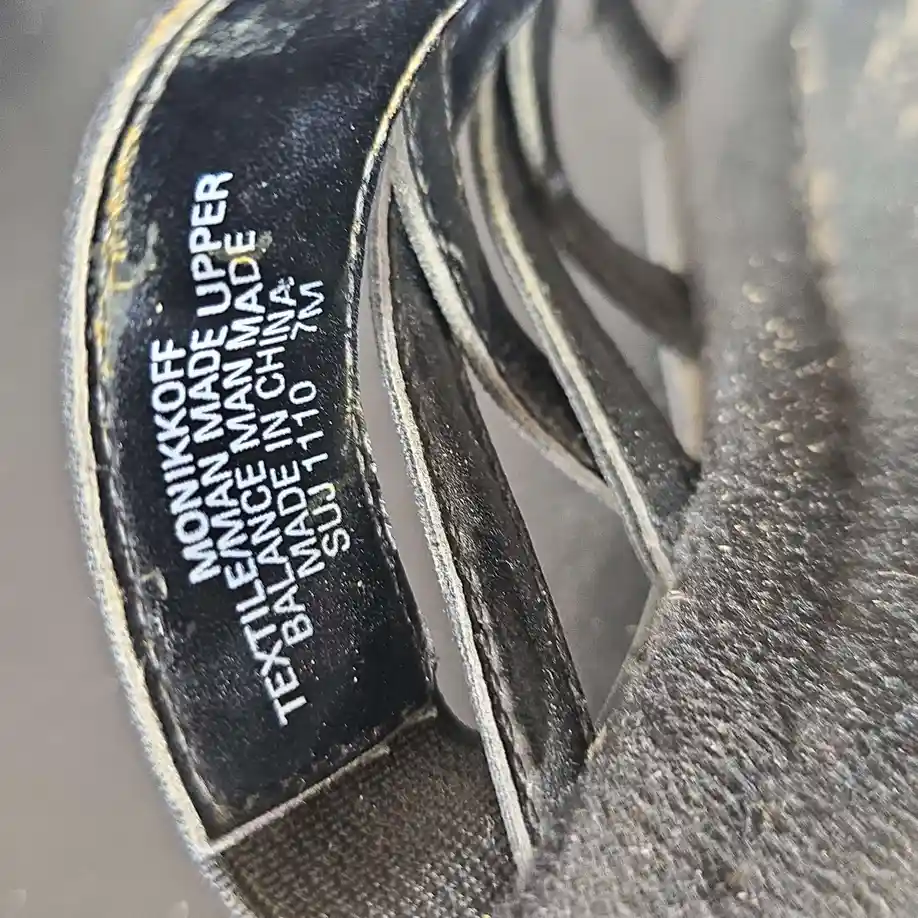 MONIKKOFF
TEXTILE/MAN MADE UPPER
BALANCE MAN MADE
MADE IN CHINA
SUJ 1110 7M